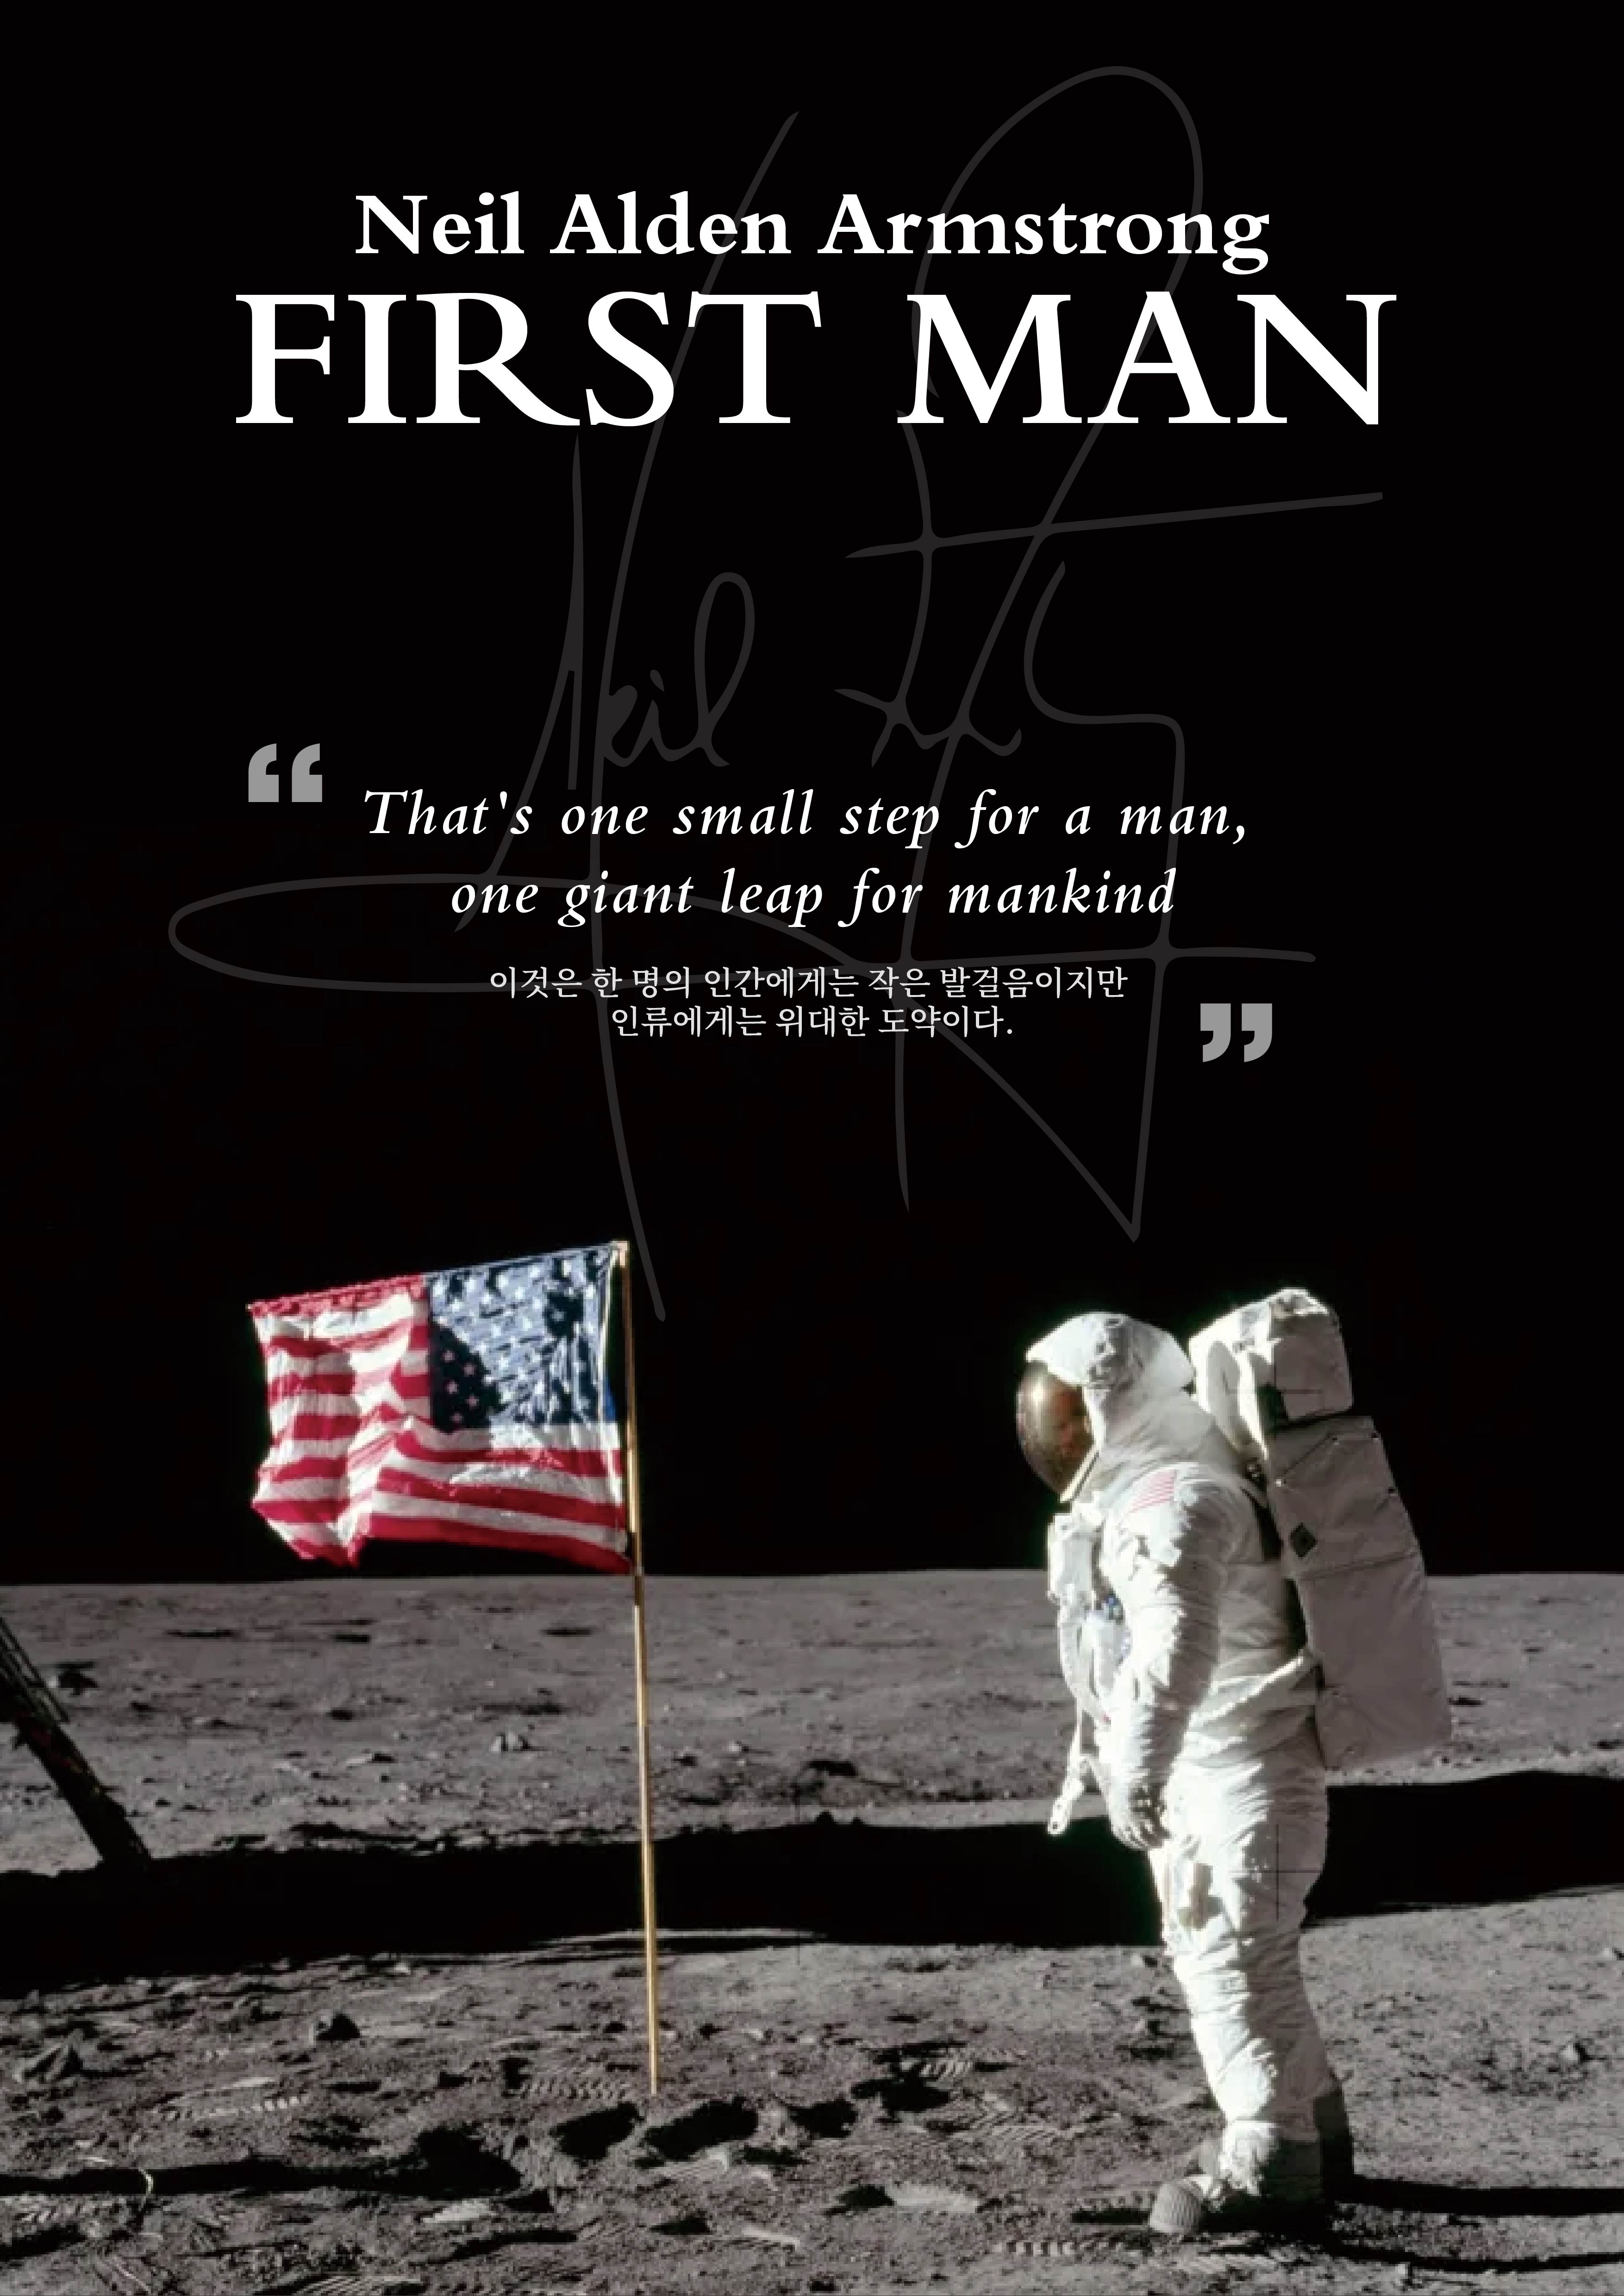 Neil Alden Armstrong
FIRST MAN
“ That's one small step for a man,
one giant leap for mankind
이것은 한 명의 인간에게는 작은 발걸음이지만
인류에게는 위대한 도약이다. ”
Neil